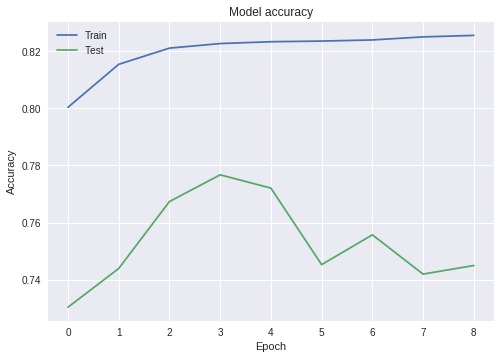 Model accuracy
Train
Test
Accuracy
0.82
0.80
0.78
0.76
0.74
0 1 2 3 4 5 6 7 8
Epoch